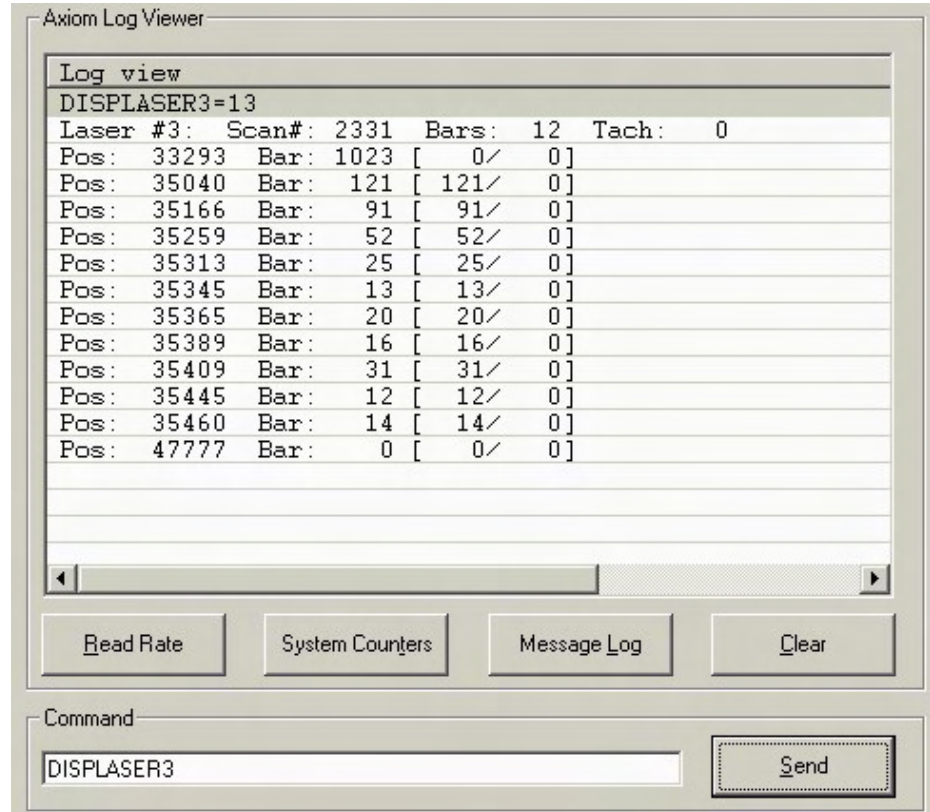 Axiom Log Viewer
Log view
DISPLASER3=13
Laser #3: Scan#: 2331 Bars: 12 Tach: 0
Pos: 33293 Bar: 1023 [ 0/ 0]
Pos: 35040 Bar: 121 [ 121/ 0]
Pos: 35166 Bar: 91 [ 91/ 0]
Pos: 35259 Bar: 52 [ 52/ 0]
Pos: 35313 Bar: 25 [ 25/ 0]
Pos: 35345 Bar: 13 [ 13/ 0]
Pos: 35365 Bar: 20 [ 20/ 0]
Pos: 35389 Bar: 16 [ 16/ 0]
Pos: 35409 Bar: 31 [ 31/ 0]
Pos: 35445 Bar: 12 [ 12/ 0]
Pos: 35460 Bar: 14 [ 14/ 0]
Pos: 47777 Bar: 0 [ 0/ 0]
Read Rate System Counters Message Log Clear
Command
DISPLASER3 Send